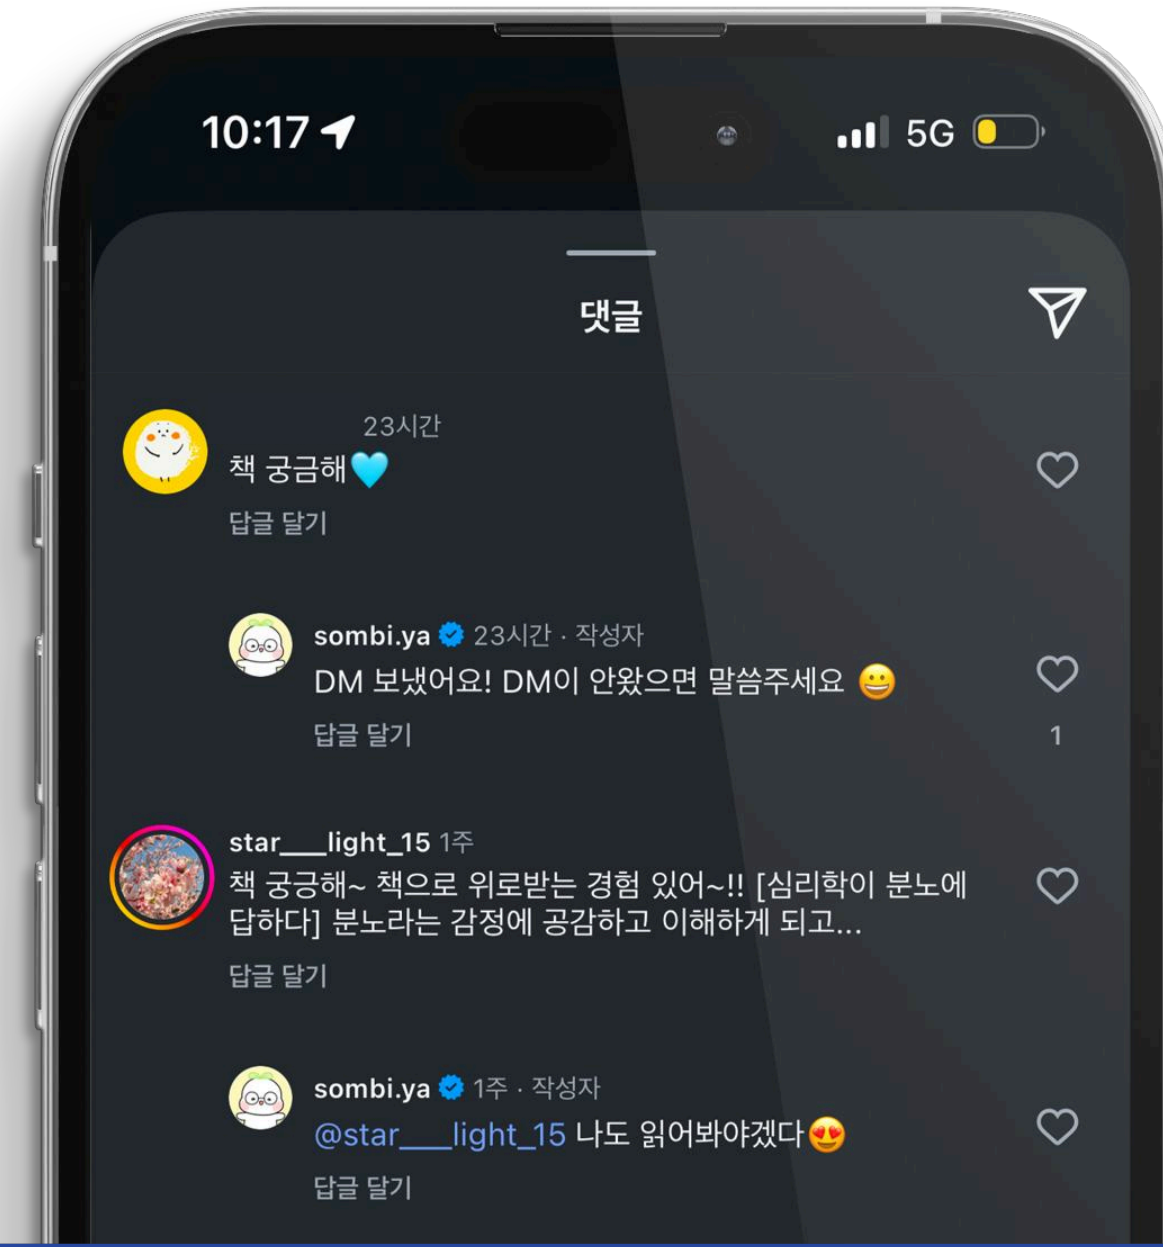 10:17
5G
댓글
23시간
책 궁금해🩵
답글 달기
sombi.ya 23시간 · 작성자
DM 보냈어요! DM이 안왔으면 말씀주세요 😀
1
답글 달기
star___light_15 1주
책 궁긍해~ 책으로 위로받는 경험 있어~!! [심리학이 분노에
답하다] 분노라는 감정에 공감하고 이해하게 되고...
답글 달기
sombi.ya 1주 · 작성자
@star___light_15 나도 읽어봐야겠다😍
답글 달기